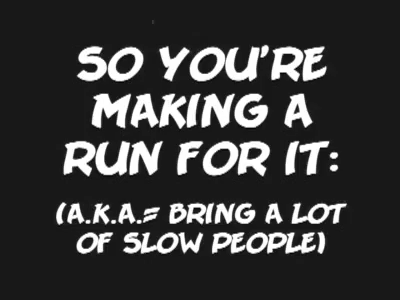 SO YOU'RE
MAKING A
RUN FOR IT:
(A.K.A.= BRING A LOT
OF SLOW PEOPLE)